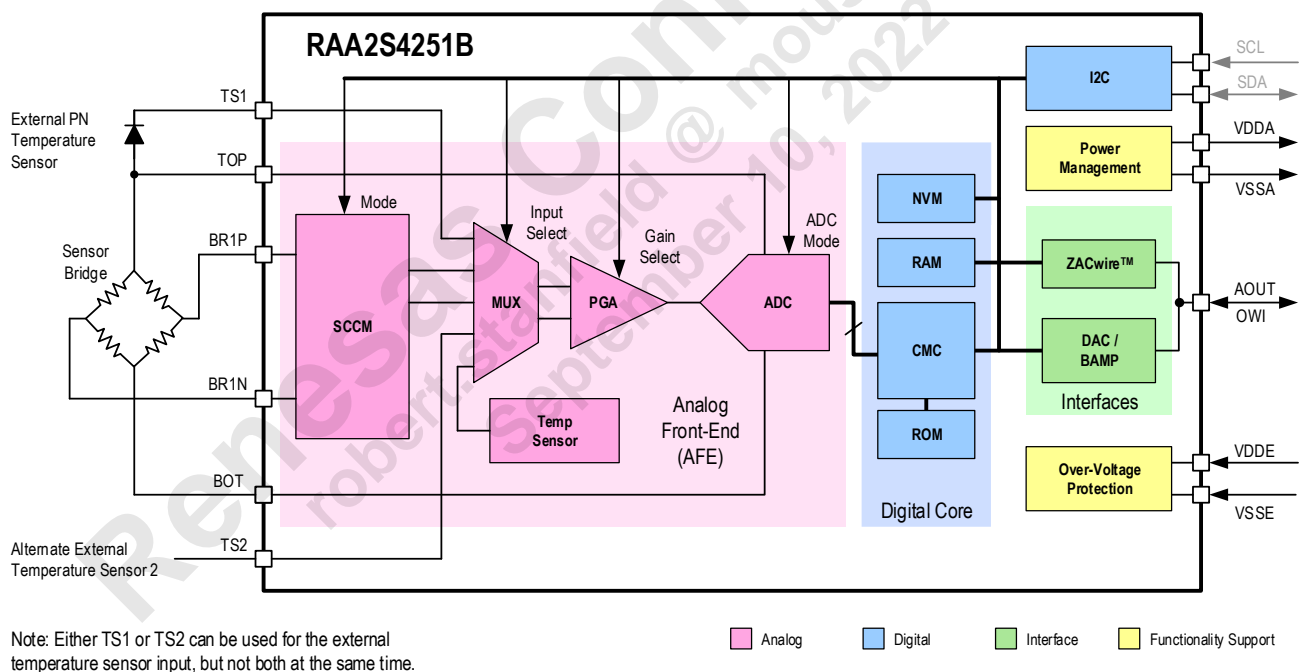 RAA2S4251B
TS1
External PN
Temperature
Sensor
TOP
Mode
Input
Select
Gain
Select
ADC
Mode
BR1P
Sensor
Bridge
SCCM
MUX
PGA
ADC
BR1N
Temp
Sensor
Analog
Front-End
(AFE)
BOT
TS2
Alternate External
Temperature Sensor 2
NVM
RAM
CMC
ROM
Digital Core
I2C
SCL
SDA
Power
Management
VDDA
VSSA
ZACwire™
DAC /
BAMP
Interfaces
AOUT
OWI
Over-Voltage
Protection
VDDE
VSSE
Note: Either TS1 or TS2 can be used for the external
temperature sensor input, but not both at the same time.
Analog
Digital
Interface
Functionality Support
September 10, 2022